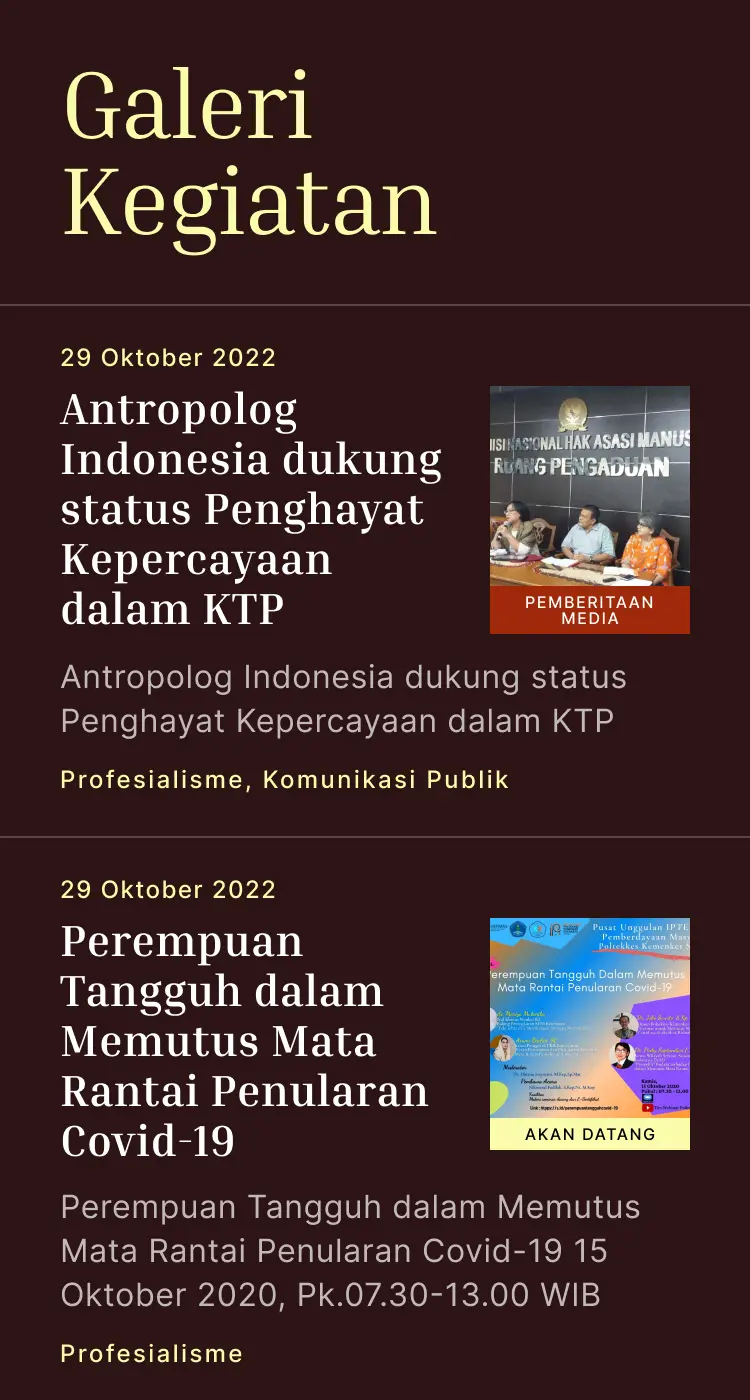 Galeri
Kegiatan
29 Oktober 2022
Antropolog
Indonesia dukung
status Penghayat
Kepercayaan
dalam KTP
ISI NASIONAL HAK ASASI MANUS
RUANG PENGADUAN
PEMBERITAAN
MEDIA
Antropolog Indonesia dukung status
Penghayat Kepercayaan dalam KTP
Profesialisme, Komunikasi Publik
29 Oktober 2022
Perempuan
Tangguh dalam
Memutus Mata
Rantai Penularan
Covid-19
Pusat Unggulan IPTE
Pemberdayaan Mas
Poltekkes Kemenkes S
erempuan Tangguh Dalam Memutus
Mata Rantai Penularan Covid-19
Moderator
Kamis,
AKAN DATANG
Perempuan Tangguh dalam Memutus
Mata Rantai Penularan Covid-19 15
Oktober 2020, Pk.07.30-13.00 WIB
Profesialisme